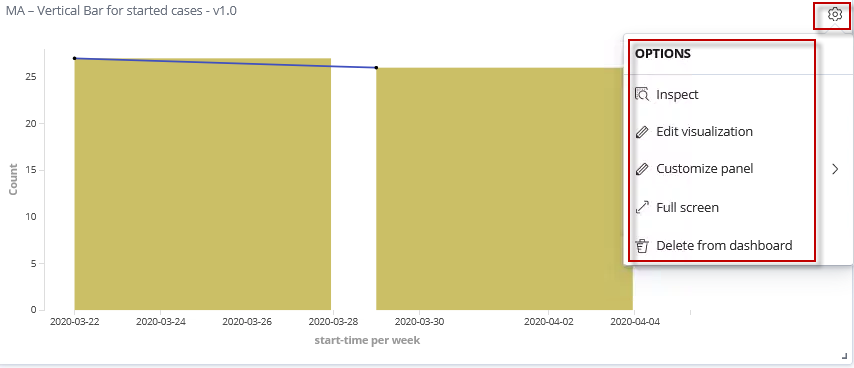 MA – Vertical Bar for started cases - v1.0
OPTIONS
Inspect
Edit visualization
Customize panel
Full screen
Delete from dashboard
Count
25
20
15
10
5
0
2020-03-22
2020-03-24
2020-03-26
2020-03-28
2020-03-30
2020-04-02
2020-04-04
start-time per week